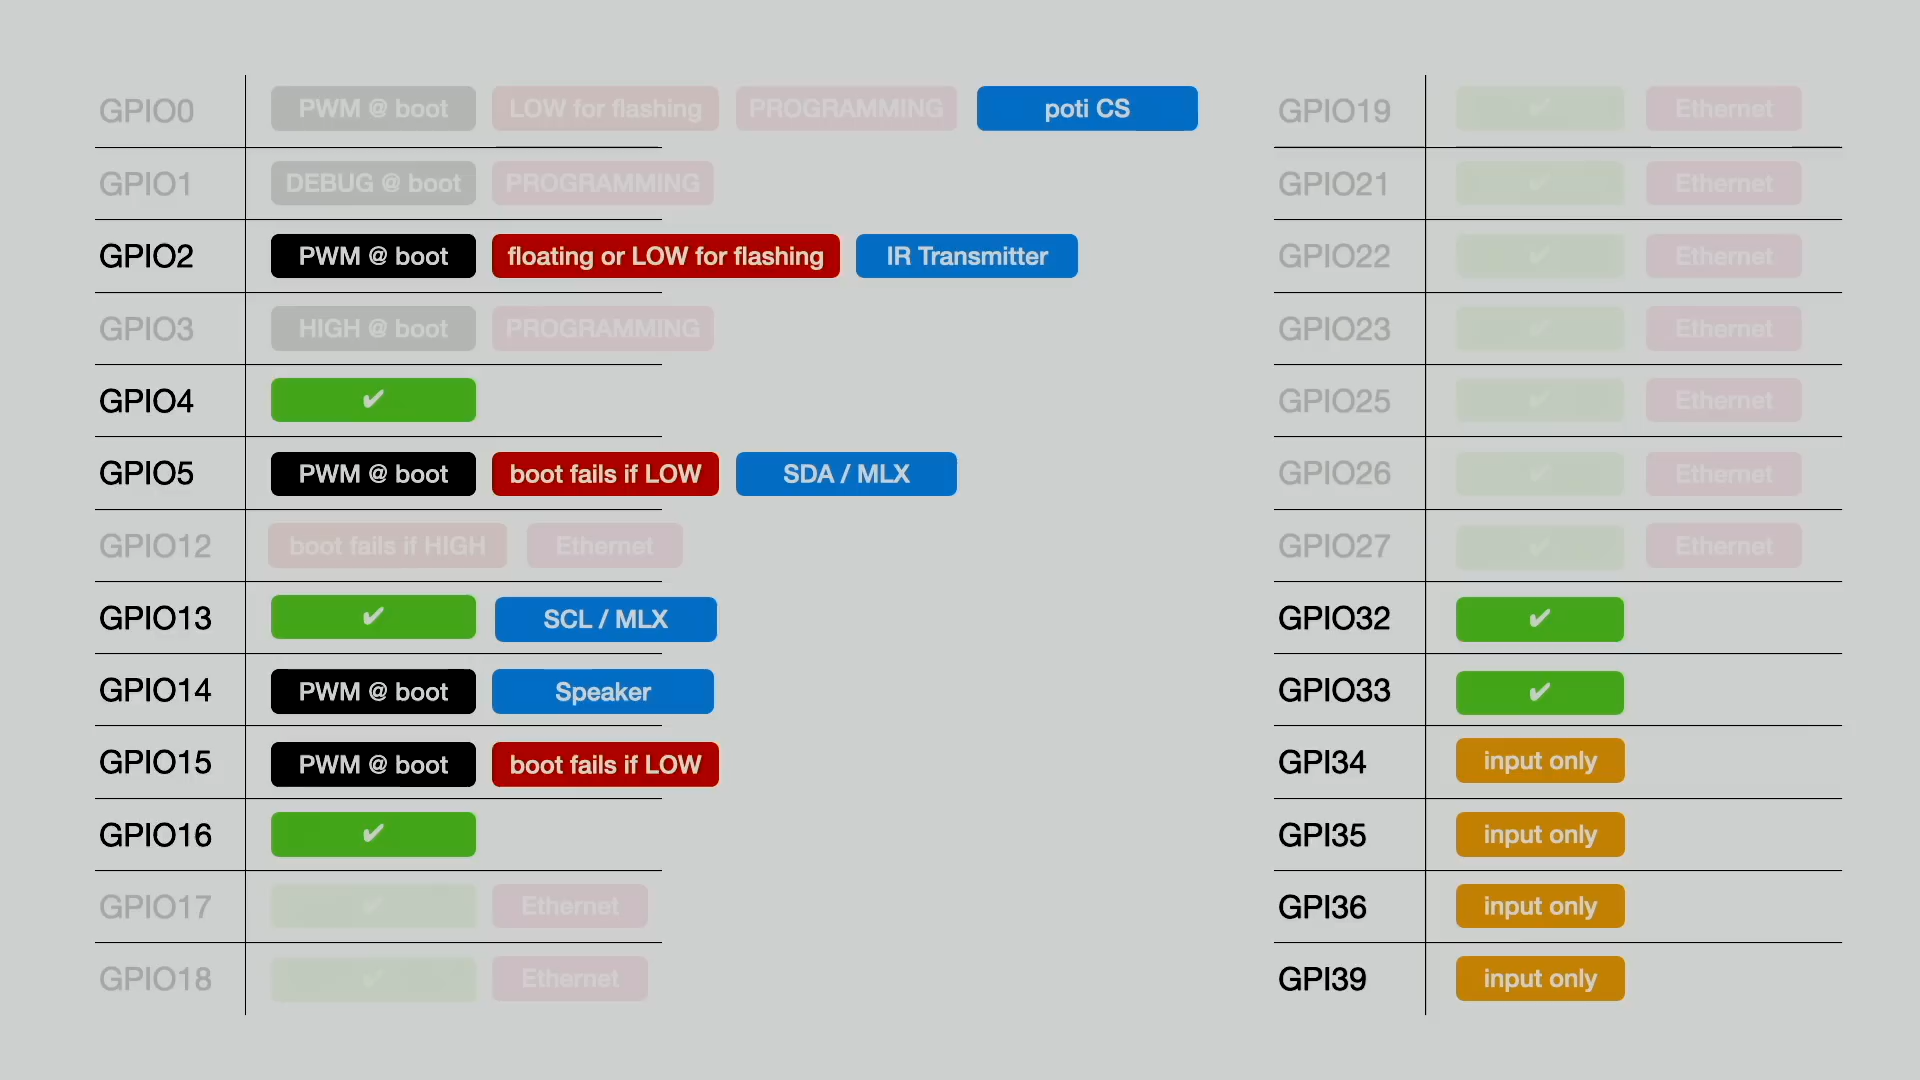 GPIO0 PWM @ boot LOW for flashing PROGRAMMING poti CS
GPIO1 DEBUG @ boot PROGRAMMING
GPIO2 PWM @ boot floating or LOW for flashing IR Transmitter
GPIO3 HIGH @ boot PROGRAMMING
GPIO4 ✔
GPIO5 PWM @ boot boot fails if LOW SDA / MLX
GPIO12 boot fails if HIGH Ethernet
GPIO13 ✔ SCL / MLX
GPIO14 PWM @ boot Speaker
GPIO15 PWM @ boot boot fails if LOW
GPIO16 ✔
GPIO17 ✔ Ethernet
GPIO18 ✔ Ethernet
GPIO19 ✔ Ethernet
GPIO21 ✔ Ethernet
GPIO22 ✔ Ethernet
GPIO23 ✔ Ethernet
GPIO25 ✔ Ethernet
GPIO26 ✔ Ethernet
GPIO27 ✔ Ethernet
GPIO32 ✔
GPIO33 ✔
GPI34 input only
GPI35 input only
GPI36 input only
GPI39 input only